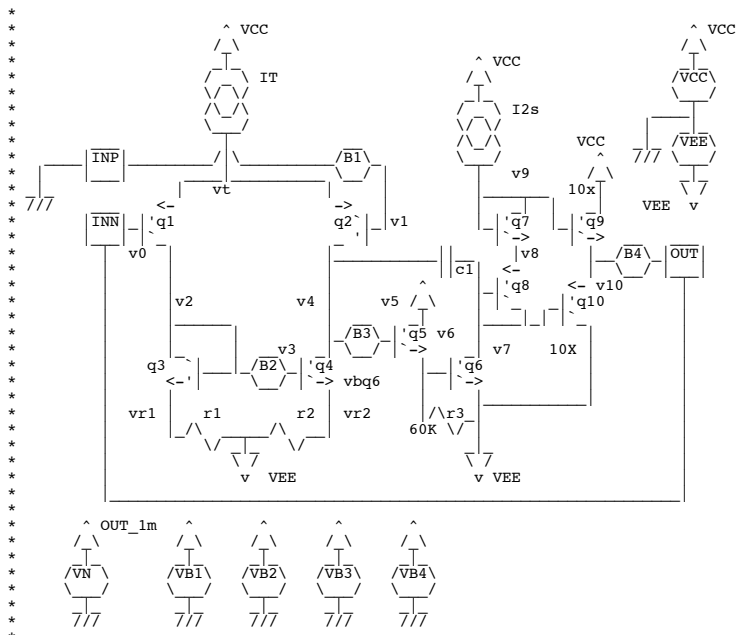 ^ VCC ^ VCC
^ VCC
IT VCC
I2s
VCC
INP B1 VEE
v9
vt 10x
<- -> VEE v
INN 'q1 q2` v1 'q7 'q9
v0 `-> `-> B4 OUT
c1 v8
<-
v2 v4 v5 'q8 <- v10
'q10
B3 'q5 v6
v3 `-> v7 10X
q3 ` B2 'q4 'q6
<-' `-> vbq6 `->
vr1 r1 r2 vr2 r3
60K
v VEE
v VEE
^ OUT_1m ^ ^ ^ ^
VN VB1 VB2 VB3 VB4